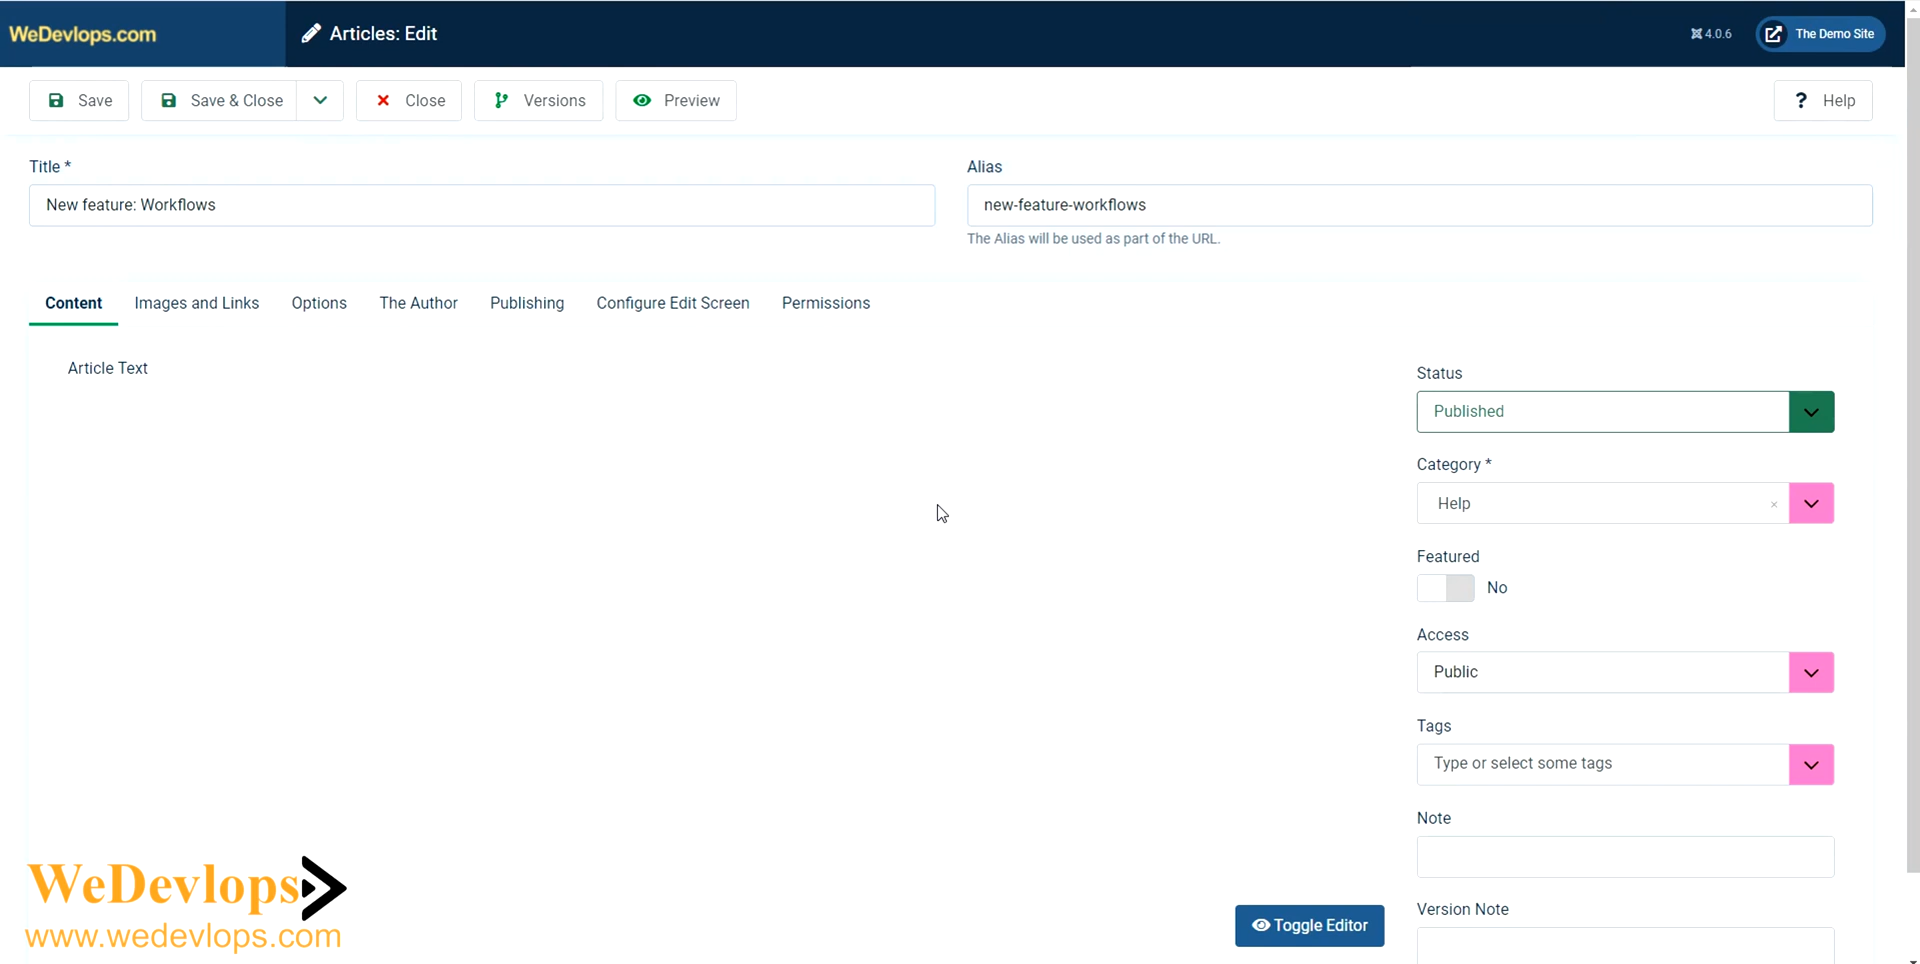 WeDevlops.com
Articles: Edit
4.0.6
The Demo Site
Save
Save & Close
Close
Versions
Preview
? Help
Title *
Alias
New feature: Workflows
new-feature-workflows
The Alias will be used as part of the URL.
Content
Images and Links
Options
The Author
Publishing
Configure Edit Screen
Permissions
Article Text
Status
Published
Category *
Help
×
Featured
No
Access
Public
Tags
Type or select some tags
Note
Version Note
Toggle Editor
WeDevlops
www.wedevlops.com